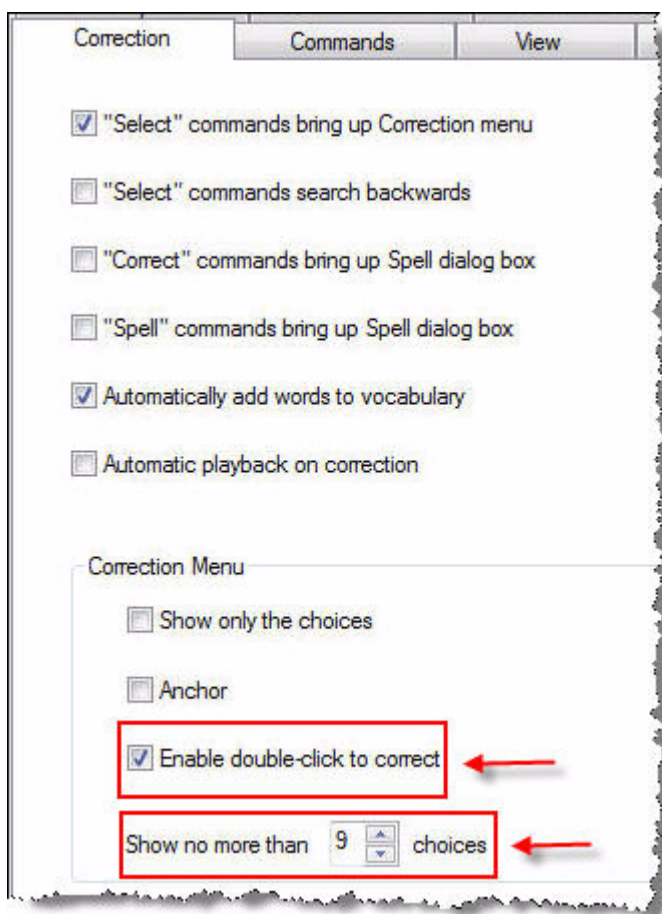 Correction Commands View
"Select" commands bring up Correction menu
"Select" commands search backwards
"Correct" commands bring up Spell dialog box
"Spell" commands bring up Spell dialog box
Automatically add words to vocabulary
Automatic playback on correction
Correction Menu
Show only the choices
Anchor
Enable double-click to correct
Show no more than 9 choices